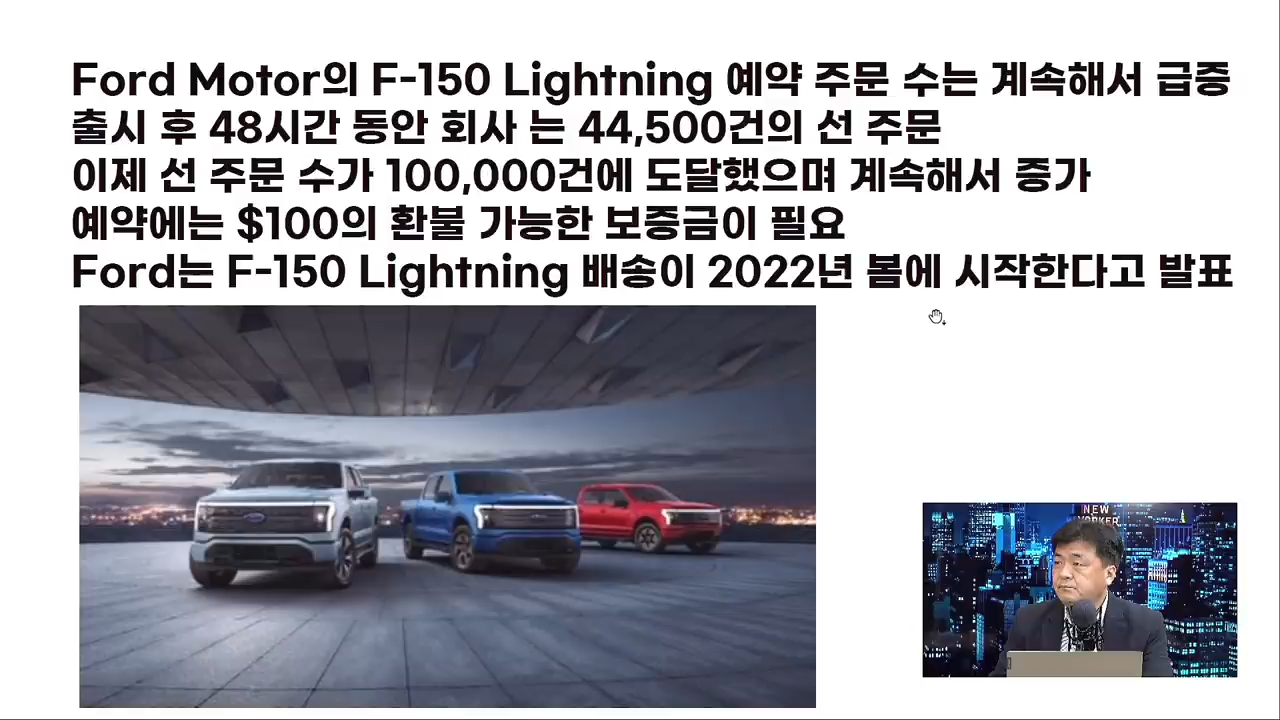 Ford Motor의 F-150 Lightning 예약 주문 수는 계속해서 급증
출시 후 48시간 동안 회사 는 44,500건의 선 주문
이제 선 주문 수가 100,000건에 도달했으며 계속해서 증가
예약에는 $100의 환불 가능한 보증금이 필요
Ford는 F-150 Lightning 배송이 2022년 봄에 시작한다고 발표
NEW
YORKER